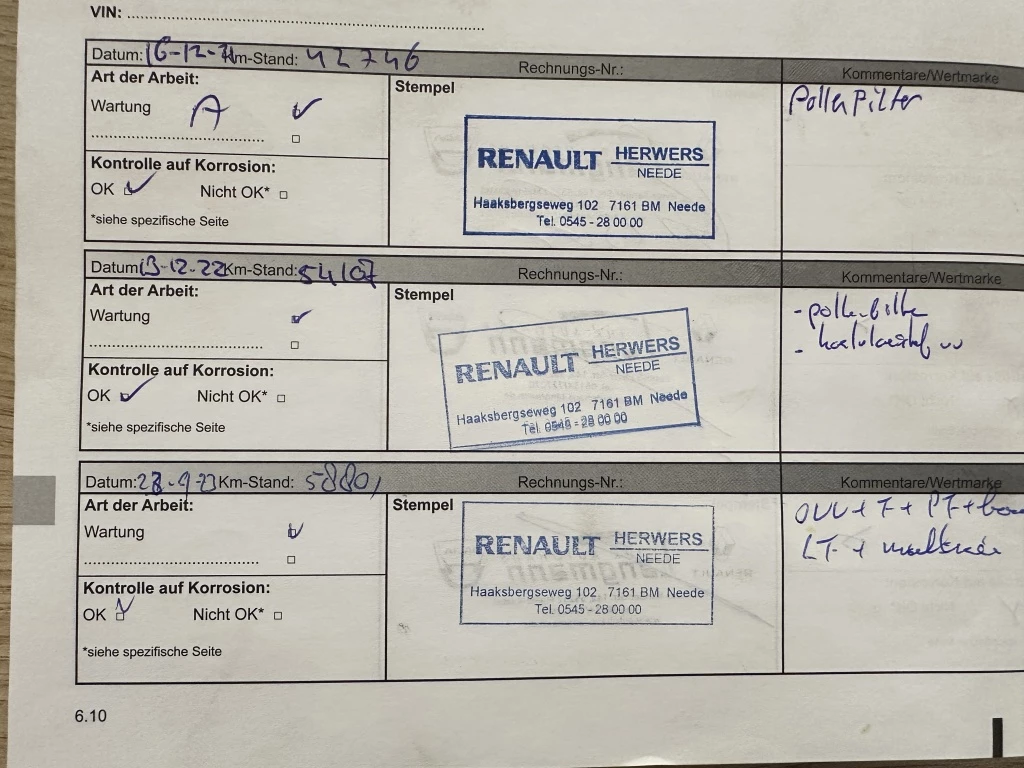 VIN: ..........
Datum: 16-12-21 Km-Stand: 42746 Rechnungs-Nr.: Kommentare/Wertmarke
Art der Arbeit: Stempel PollenFilter
Wartung A
RENAULT HERWERS
NEEDE
Kontrolle auf Korrosion:
OK Nicht OK*
Haaksbergseweg 102 7161 BM Neede
Tel. 0545 - 28 00 00
*siehe spezifische Seite
Datum: 13-12-22 Km-Stand: 54107 Rechnungs-Nr.: Kommentare/Wertmarke
Art der Arbeit: Stempel
Wartung
RENAULT HERWERS
NEEDE
Kontrolle auf Korrosion:
OK Nicht OK*
Haaksbergseweg 102 7161 BM Neede
Tel. 0545 - 28 00 00
*siehe spezifische Seite
Datum: 28-9-23 Km-Stand: Rechnungs-Nr.: Kommentare/Wertmarke
Art der Arbeit: Stempel
Wartung
RENAULT HERWERS
NEEDE
Kontrolle auf Korrosion:
OK Nicht OK*
Haaksbergseweg 102 7161 BM Neede
Tel. 0545 - 28 00 00
*siehe spezifische Seite
6.10